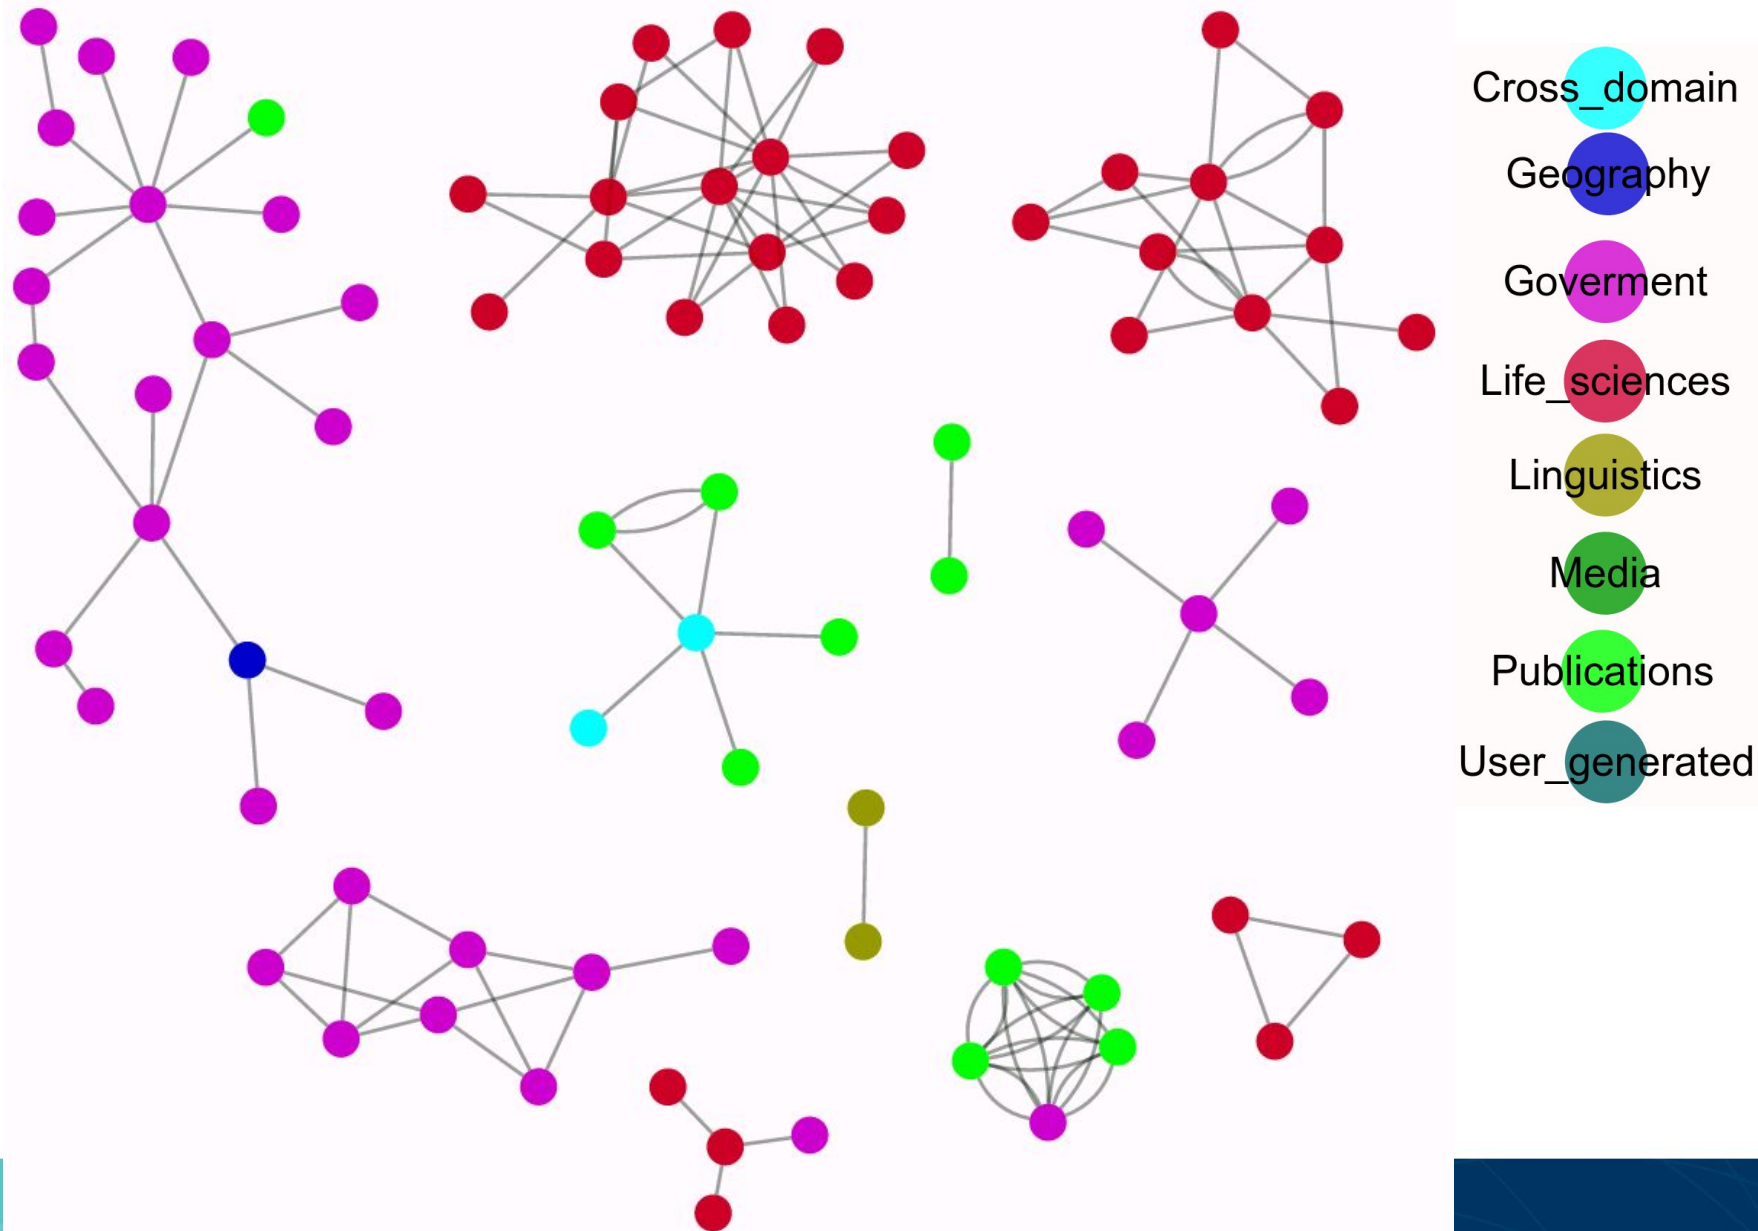 Cross_domain
Geography
Goverment
Life_sciences
Linguistics
Media
Publications
User_generated